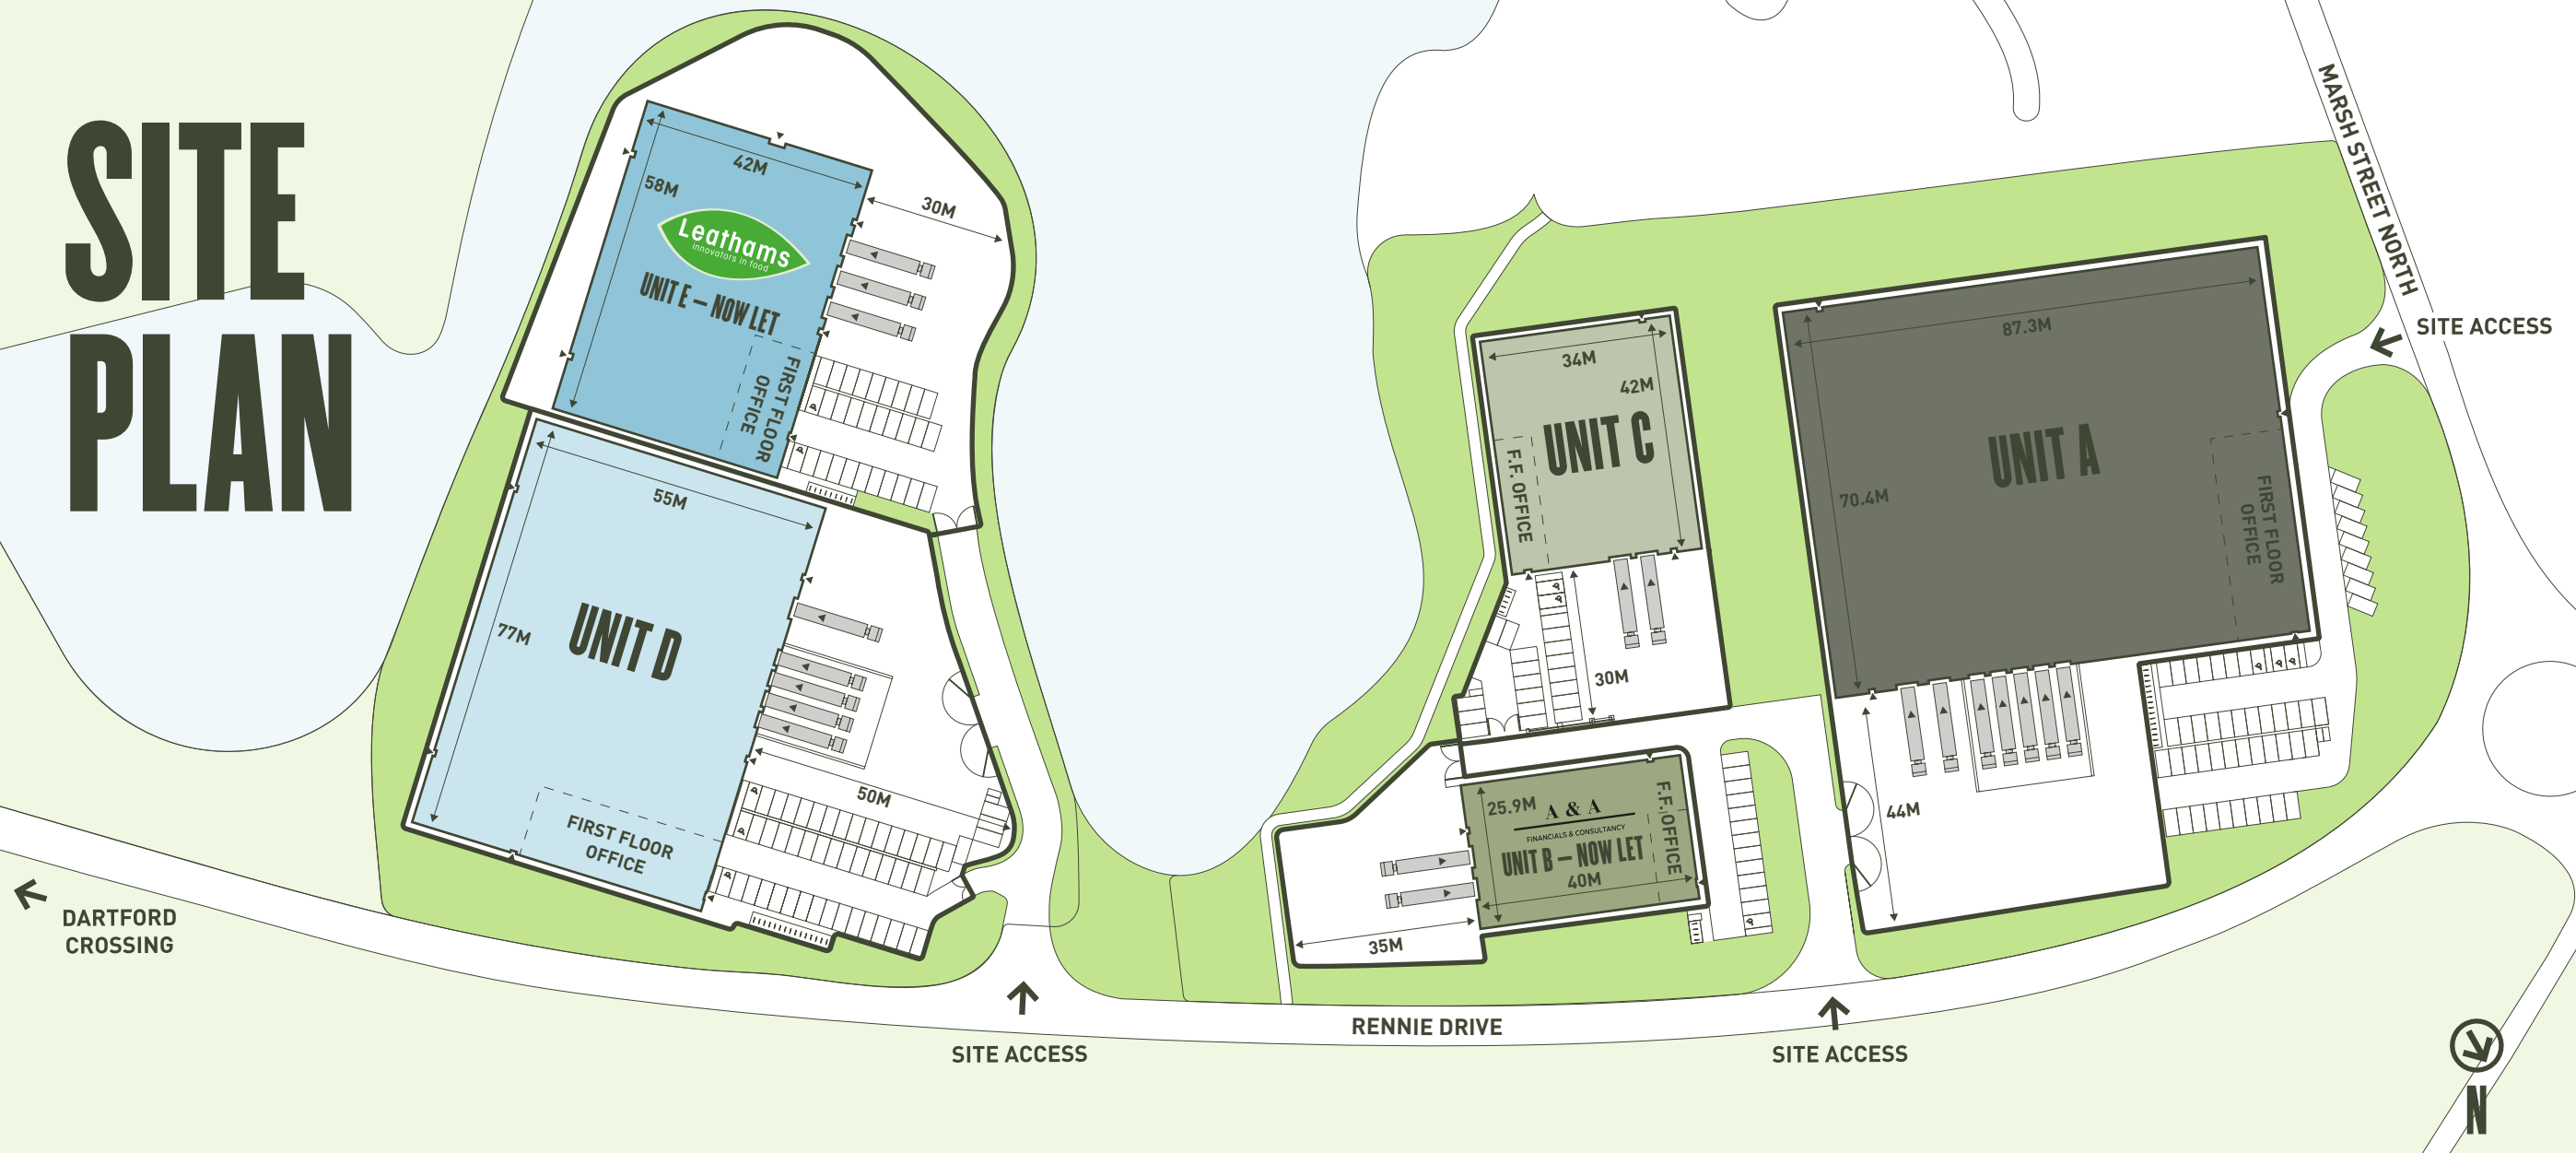 SITE
PLAN
42M
58M
30M
Leathams
innovators in food
UNIT E – NOW LET
FIRST FLOOR
OFFICE
55M
77M
UNIT D
50M
FIRST FLOOR
OFFICE
DARTFORD
CROSSING
SITE ACCESS
RENNIE DRIVE
34M
42M
UNIT C
F.F. OFFICE
30M
25.9M
A & A
FINANCIALS & CONSULTANCY
UNIT B – NOW LET
40M
F.F. OFFICE
35M
87.3M
70.4M
UNIT A
FIRST FLOOR
OFFICE
44M
SITE ACCESS
MARSH STREET NORTH
SITE ACCESS
N